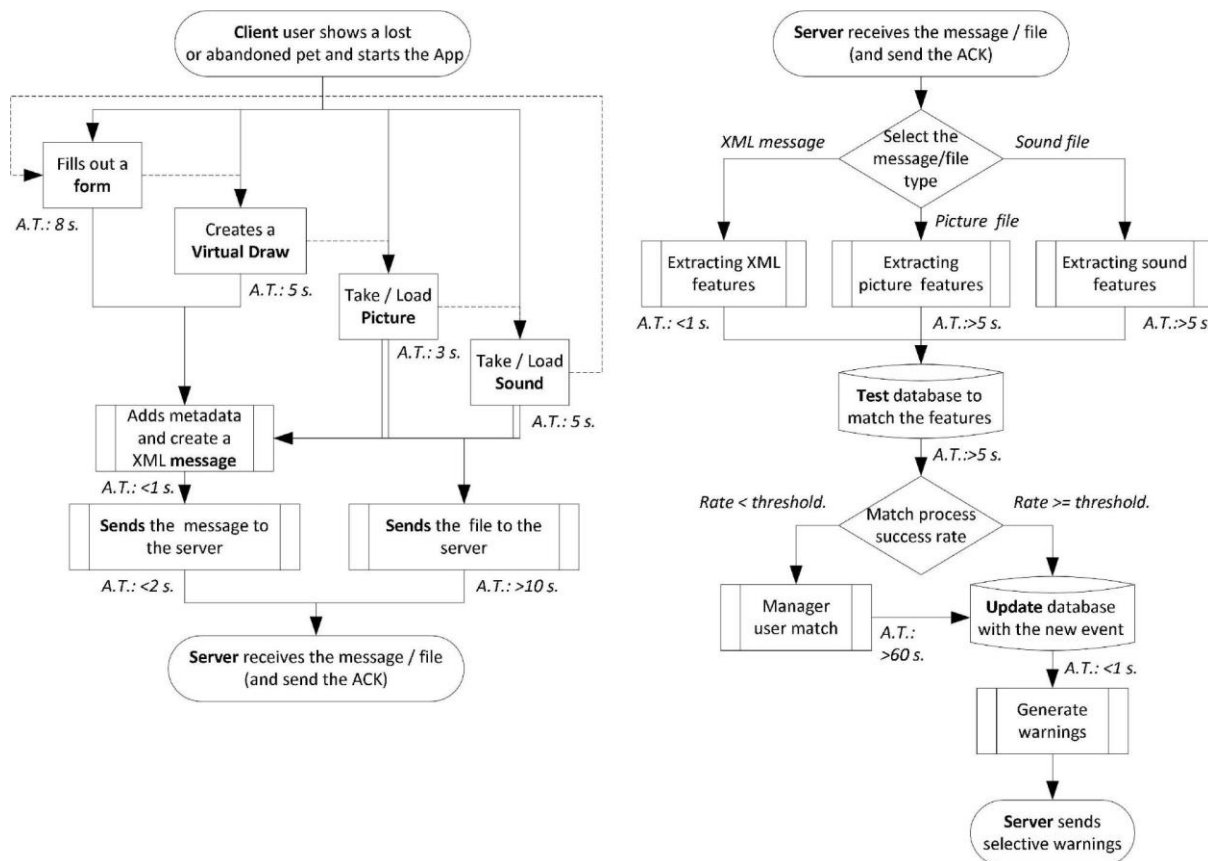 Client user shows a lost
or abandoned pet and starts the App
Fills out a
form
A.T.: 8 s.
Creates a
Virtual Draw
A.T.: 5 s.
Take / Load
Picture
A.T.: 3 s.
Take / Load
Sound
A.T.: 5 s.
Adds metadata
and create a
XML message
A.T.: <1 s.
Sends the message to
the server
A.T.: <2 s.
Sends the file to the
server
A.T.: >10 s.
Server receives the message / file
(and send the ACK)
Server receives the message / file
(and send the ACK)
Select the
message/file
type
XML message
Sound file
Picture file
Extracting XML
features
A.T.: <1 s.
Extracting
picture features
A.T.:>5 s.
Extracting sound
features
A.T.:>5 s
Test database to
match the features
A.T.:>5 s.
Rate < threshold.
Rate >= threshold.
Match process
success rate
Manager
user match
A.T.:
>60 s.
Update database
with the new event
A.T.: <1 s.
Generate
warnings
Server sends
selective warnings